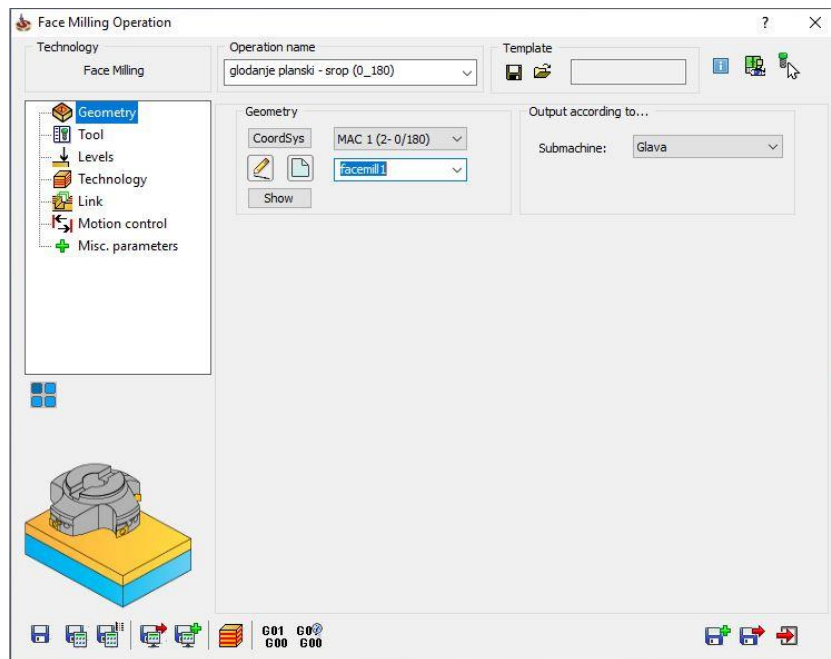 Face Milling Operation
Technology
Face Milling
Operation name
glodanje planski - srop (0_180)
Template
Geometry
Tool
Levels
Technology
Link
Motion control
Misc. parameters
Geometry
CoordSys
MAC 1 (2- 0/180)
facemill1
Show
Output according to...
Submachine:
Glava
G01 G00
G00 G00